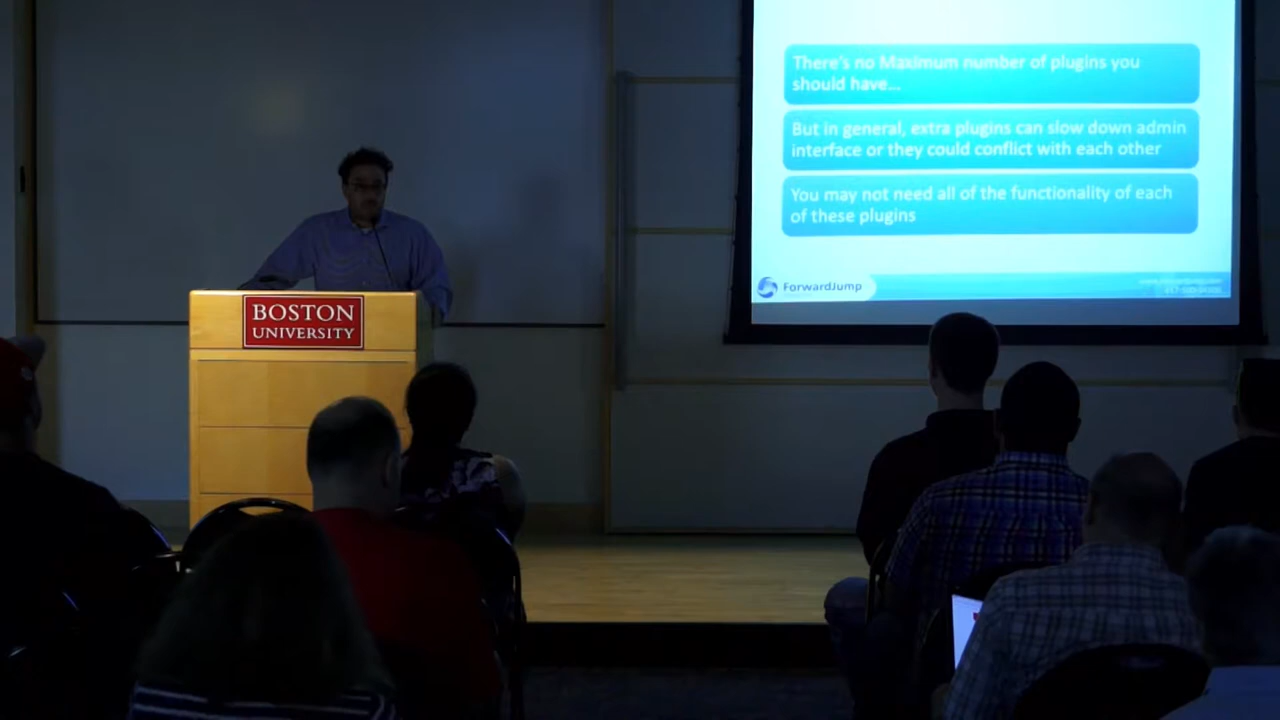 There's no Maximum number of plugins you
should have...
But in general, extra plugins can slow down admin
interface or they could conflict with each other
You may not need all of the functionality of each
of these plugins
ForwardJump
BOSTON
UNIVERSITY